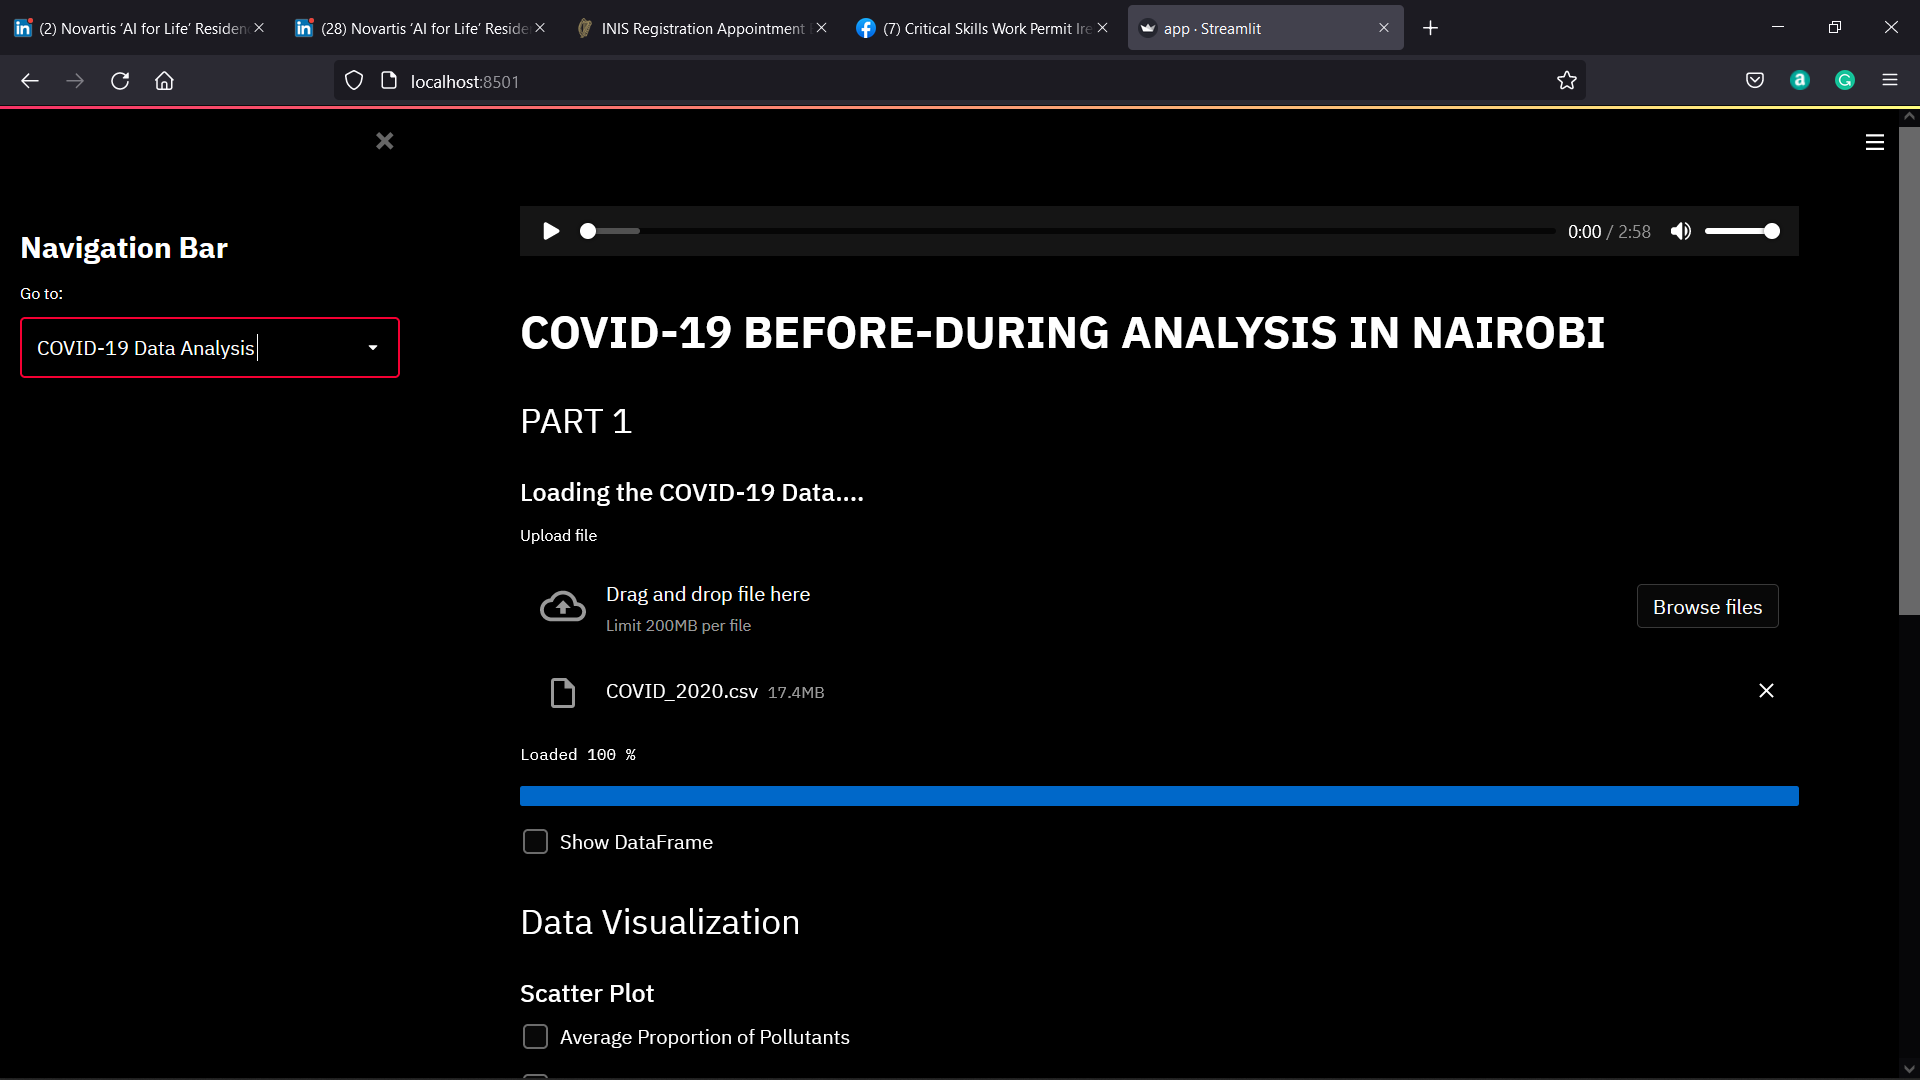 (2) Novartis ‘AI for Life’ Residen
(28) Novartis ‘AI for Life’ Reside
INIS Registration Appointment
(7) Critical Skills Work Permit Ire
app · Streamlit
localhost:8501
Navigation Bar
Go to:
COVID-19 Data Analysis
0:00 / 2:58
COVID-19 BEFORE-DURING ANALYSIS IN NAIROBI
PART 1
Loading the COVID-19 Data....
Upload file
Drag and drop file here
Limit 200MB per file
Browse files
COVID_2020.csv 17.4MB
Loaded 100 %
Show DataFrame
Data Visualization
Scatter Plot
Average Proportion of Pollutants